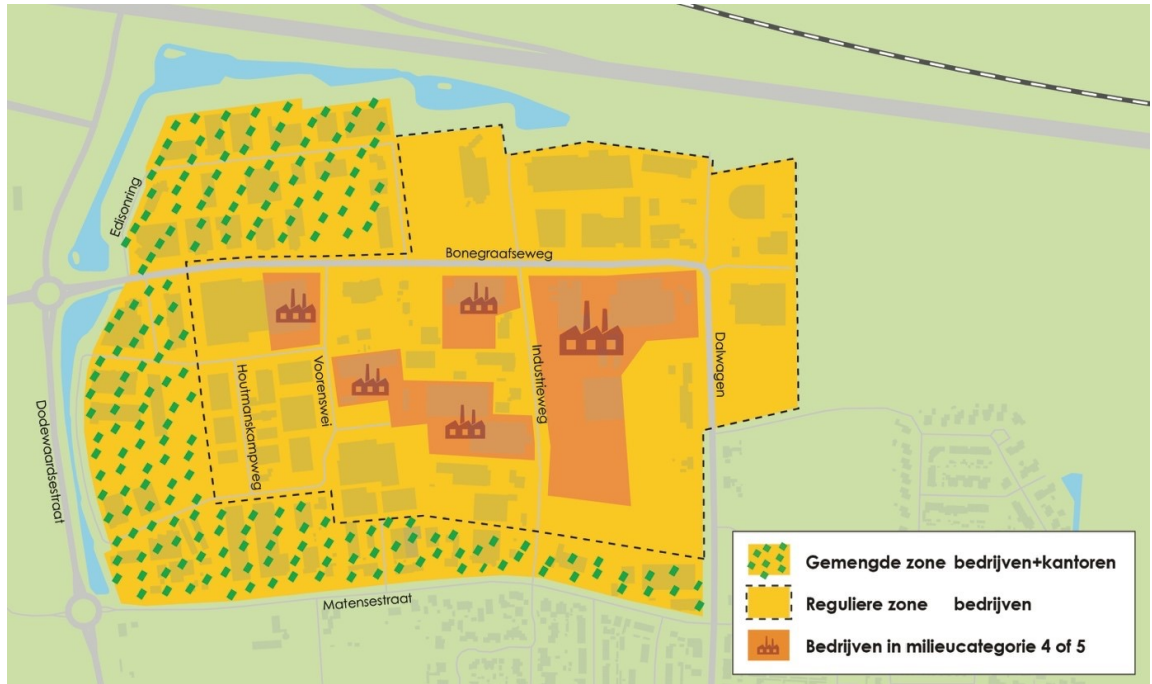 Edisonring
Bonegraafseweg
Dodewaardsestraat
Houtmanskampweg
Voorenswei
Industrieweg
Dalwagen
Matensestraat
Gemengde zone bedrijven+kantoren
Reguliere zone bedrijven
Bedrijven in milieucategorie 4 of 5